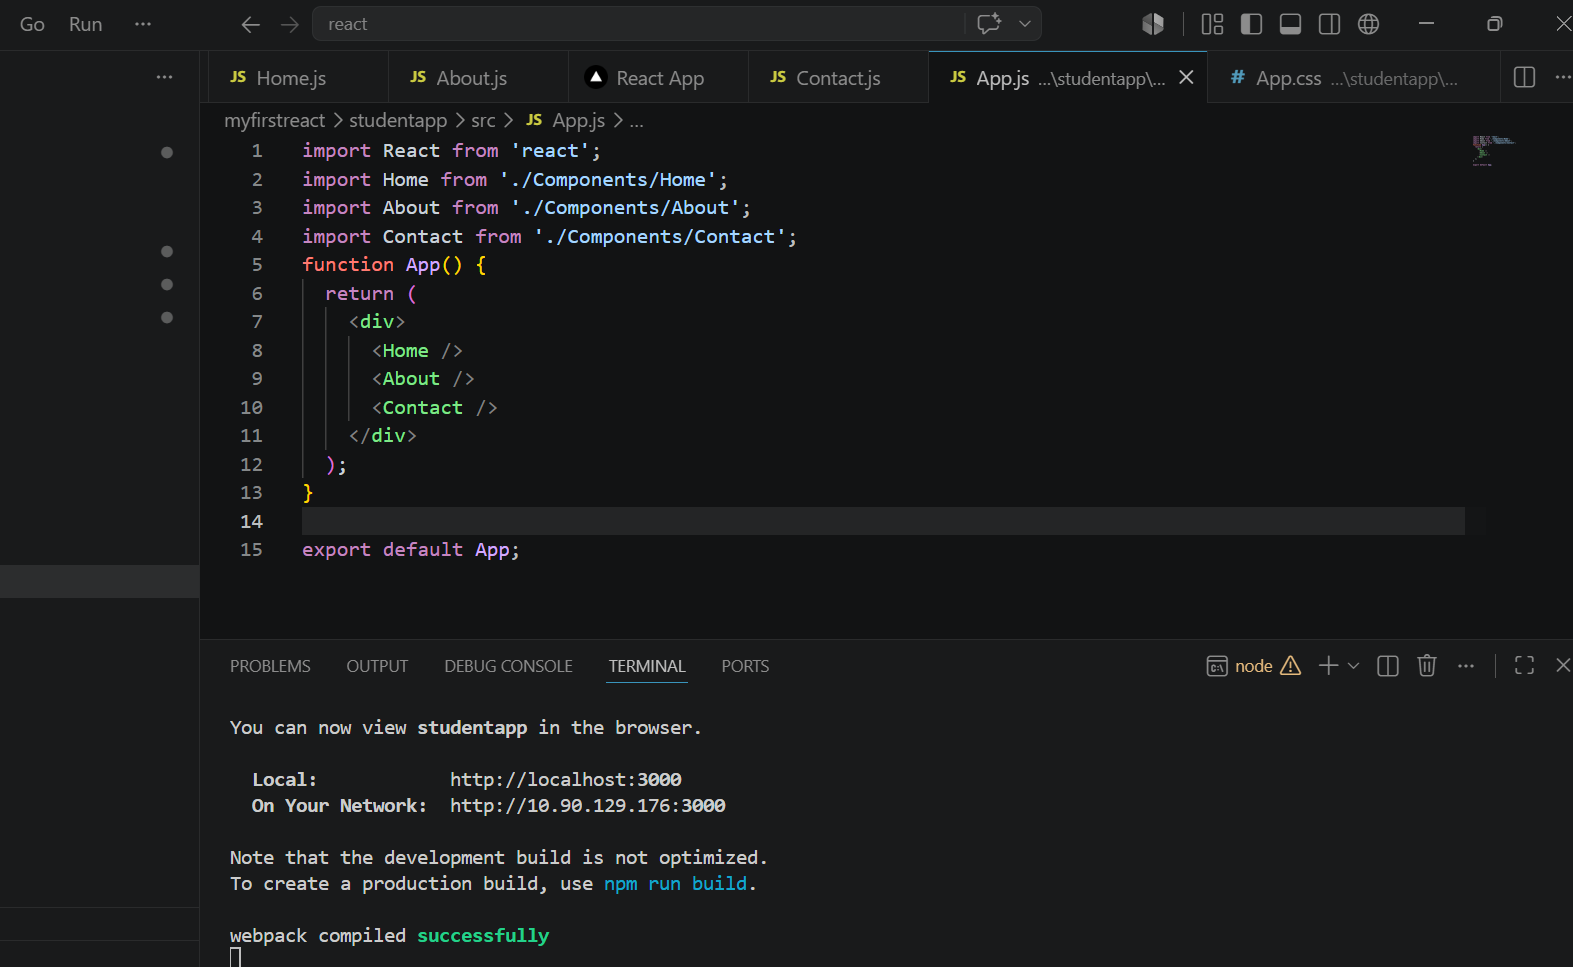 Go Run ... react
JS Home.js JS About.js React App JS Contact.js JS App.js ...\studentapp\... # App.css ...\studentapp\... ...
myfirstreact > studentapp > src > JS App.js > ...
1 import React from 'react';
2 import Home from './Components/Home';
3 import About from './Components/About';
4 import Contact from './Components/Contact';
5 function App() {
6 return (
7 <div>
8 <Home />
9 <About />
10 <Contact />
11 </div>
12 );
13 }
14
15 export default App;
PROBLEMS OUTPUT DEBUG CONSOLE TERMINAL PORTS node
You can now view studentapp in the browser.
Local: http://localhost:3000
On Your Network: http://10.90.129.176:3000
Note that the development build is not optimized.
To create a production build, use npm run build.
webpack compiled successfully